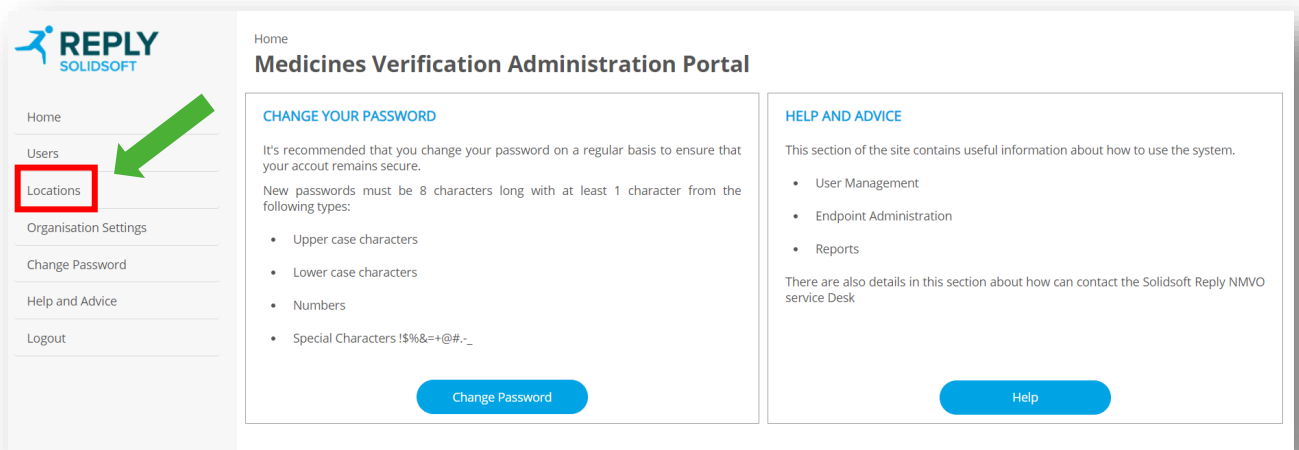 REPLY
SOLIDSOFT
Home
Users
Locations
Organisation Settings
Change Password
Help and Advice
Logout
Home
Medicines Verification Administration Portal
CHANGE YOUR PASSWORD
It's recommended that you change your password on a regular basis to ensure that
your accout remains secure.
New passwords must be 8 characters long with at least 1 character from the
following types:
• Upper case characters
• Lower case characters
• Numbers
• Special Characters !$%&=+@#.-_
Change Password
HELP AND ADVICE
This section of the site contains useful information about how to use the system.
• User Management
• Endpoint Administration
• Reports
There are also details in this section about how can contact the Solidsoft Reply NMVO
service Desk
Help